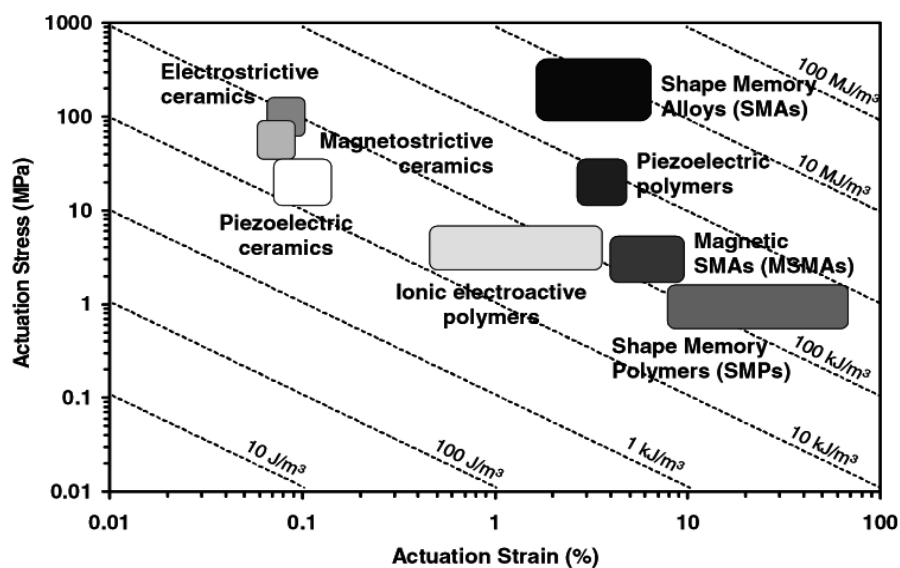 Actuation Stress (MPa)
1000
100
10
1
0.1
0.01
Electrostrictive
ceramics
Magnetostrictive
ceramics
Piezoelectric
ceramics
Shape Memory
Alloys (SMAs)
Piezoelectric
polymers
Magnetic
SMAs (MSMAs)
Ionic electroactive
polymers
Shape Memory
Polymers (SMPs)
100 MJ/m³
10 MJ/m³
100 kJ/m³
10 kJ/m³
1 kJ/m³
100 J/m³
10 J/m³
0.01
0.1
1
10
100
Actuation Strain (%)